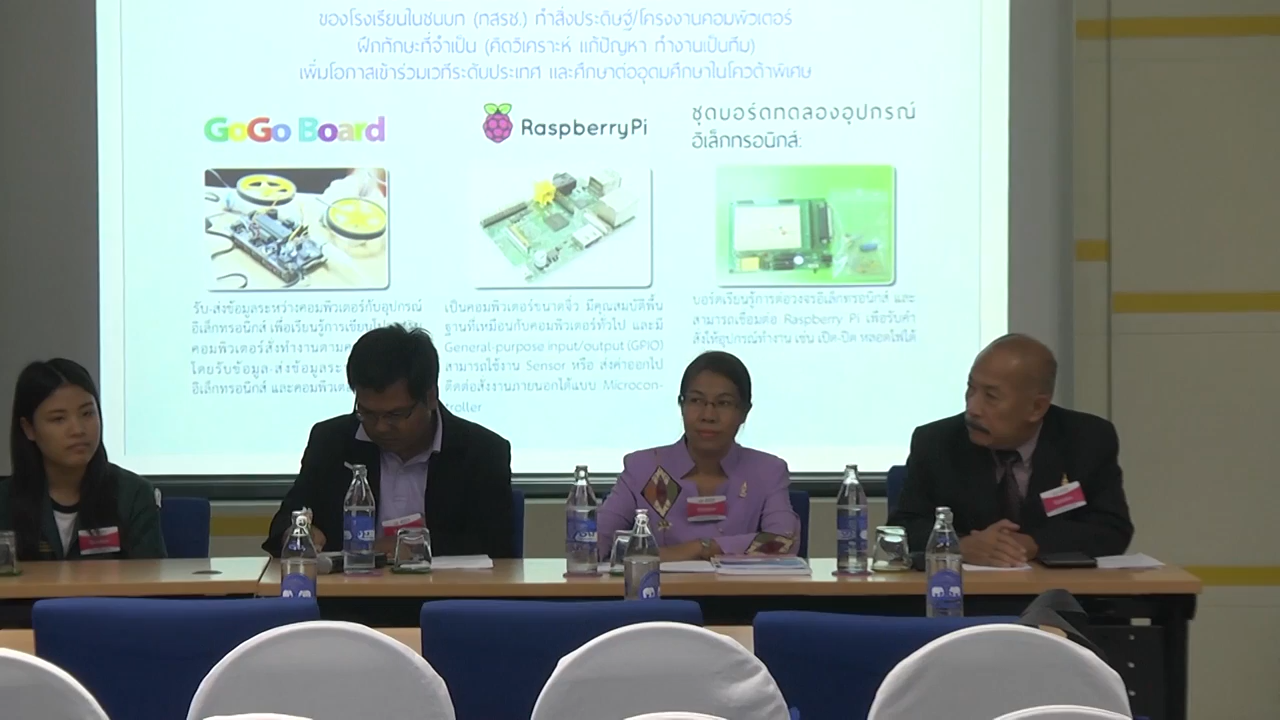 ของโรงเรียนในชนบท (ทสรช.) ทำสิ่งประดิษฐ์/โครงงานคอมพิวเตอร์
ฝึกทักษะที่จำเป็น (คิดวิเคราะห์ แก้ปัญหา ทำงานเป็นทีม)
เพิ่มโอกาสเข้าร่วมเวทีระดับประเทศ และศึกษาต่ออุดมศึกษาในโควต้าพิเศษ
GoGo Board
รับ-ส่งข้อมูลระหว่างคอมพิวเตอร์กับอุปกรณ์
อิเล็กทรอนิกส์ เพื่อเรียนรู้การเขียน
คอมพิวเตอร์สั่งทำงานตาม
โดยรับข้อมูล-ส่งข้อมูล
อิเล็กทรอนิกส์ และคอมพิวเตอร์
RaspberryPi
เป็นคอมพิวเตอร์ขนาดจิ๋ว มีคุณสมบัติพื้น
ฐานที่เหมือนกับคอมพิวเตอร์ทั่วไป และมี
General-purpose input/output (GPIO)
สามารถใช้งาน Sensor หรือ ส่งค่าออกไป
ติดต่อสั่งงานภายนอกได้แบบ Microcon-
troller
ชุดบอร์ดทดลองอุปกรณ์
อิเล็กทรอนิกส์:
บอร์ดเรียนรู้การต่อวงจรอิเล็กทรอนิกส์ และ
สามารถเชื่อมต่อ Raspberry Pi เพื่อรับคำ
สั่งให้อุปกรณ์ทำงาน เช่น เปิด-ปิด หลอดไฟได้